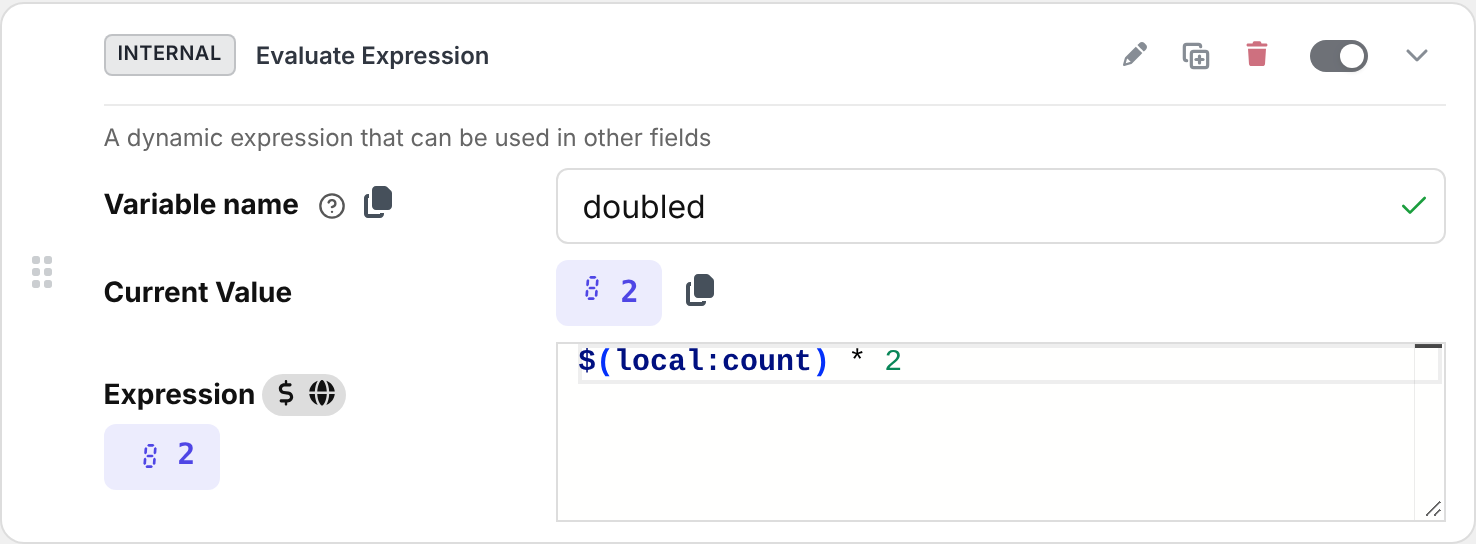 INTERNAL Evaluate Expression
A dynamic expression that can be used in other fields
Variable name doubled
Current Value 2
$(local:count) * 2
Expression $
2